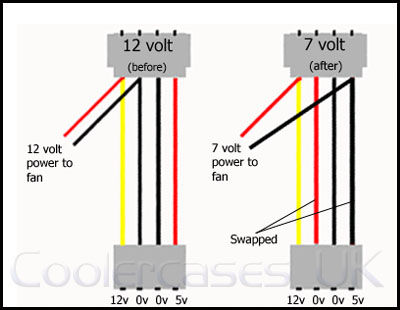 12 volt
(before)
7 volt
(after)
12 volt
power to
fan
7 volt
power to
fan
Swapped
Coolercases UK
12v 0v 0v 5v
12v 0v 0v 5v